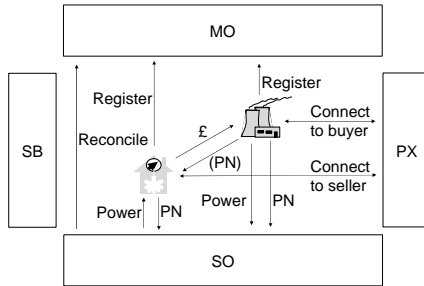 MO
Register
Register
Reconcile
£
Connect
to buyer
SB
PX
(PN)
Connect
to seller
Power
PN
Power
PN
SO